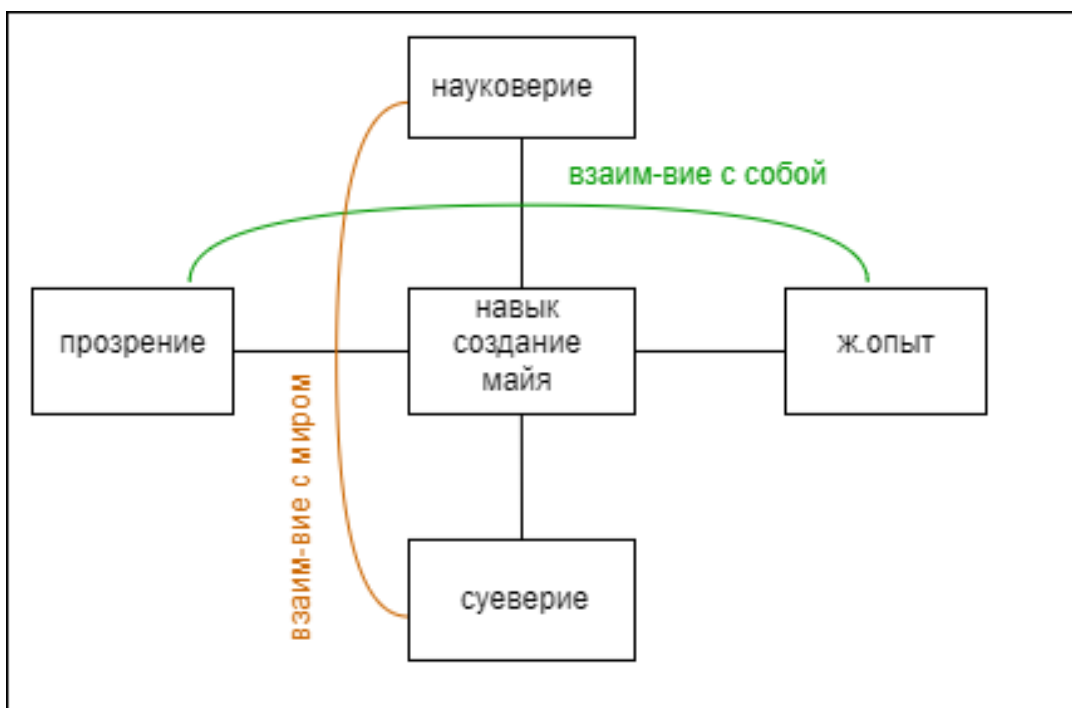 науковерие
взаим-вие с собой
прозрение
навык
создание
майя
ж.опыт
взаим-вие с миром
суеверие